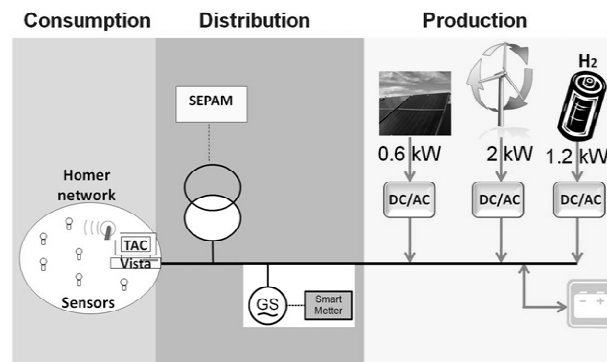 Consumption Distribution Production
SEPAM
H2
0.6 kW 2 kW 1.2 kW
DC/AC DC/AC DC/AC
Homer
network
TAC
Vista
Sensors
GS
Smart
Metter
- +